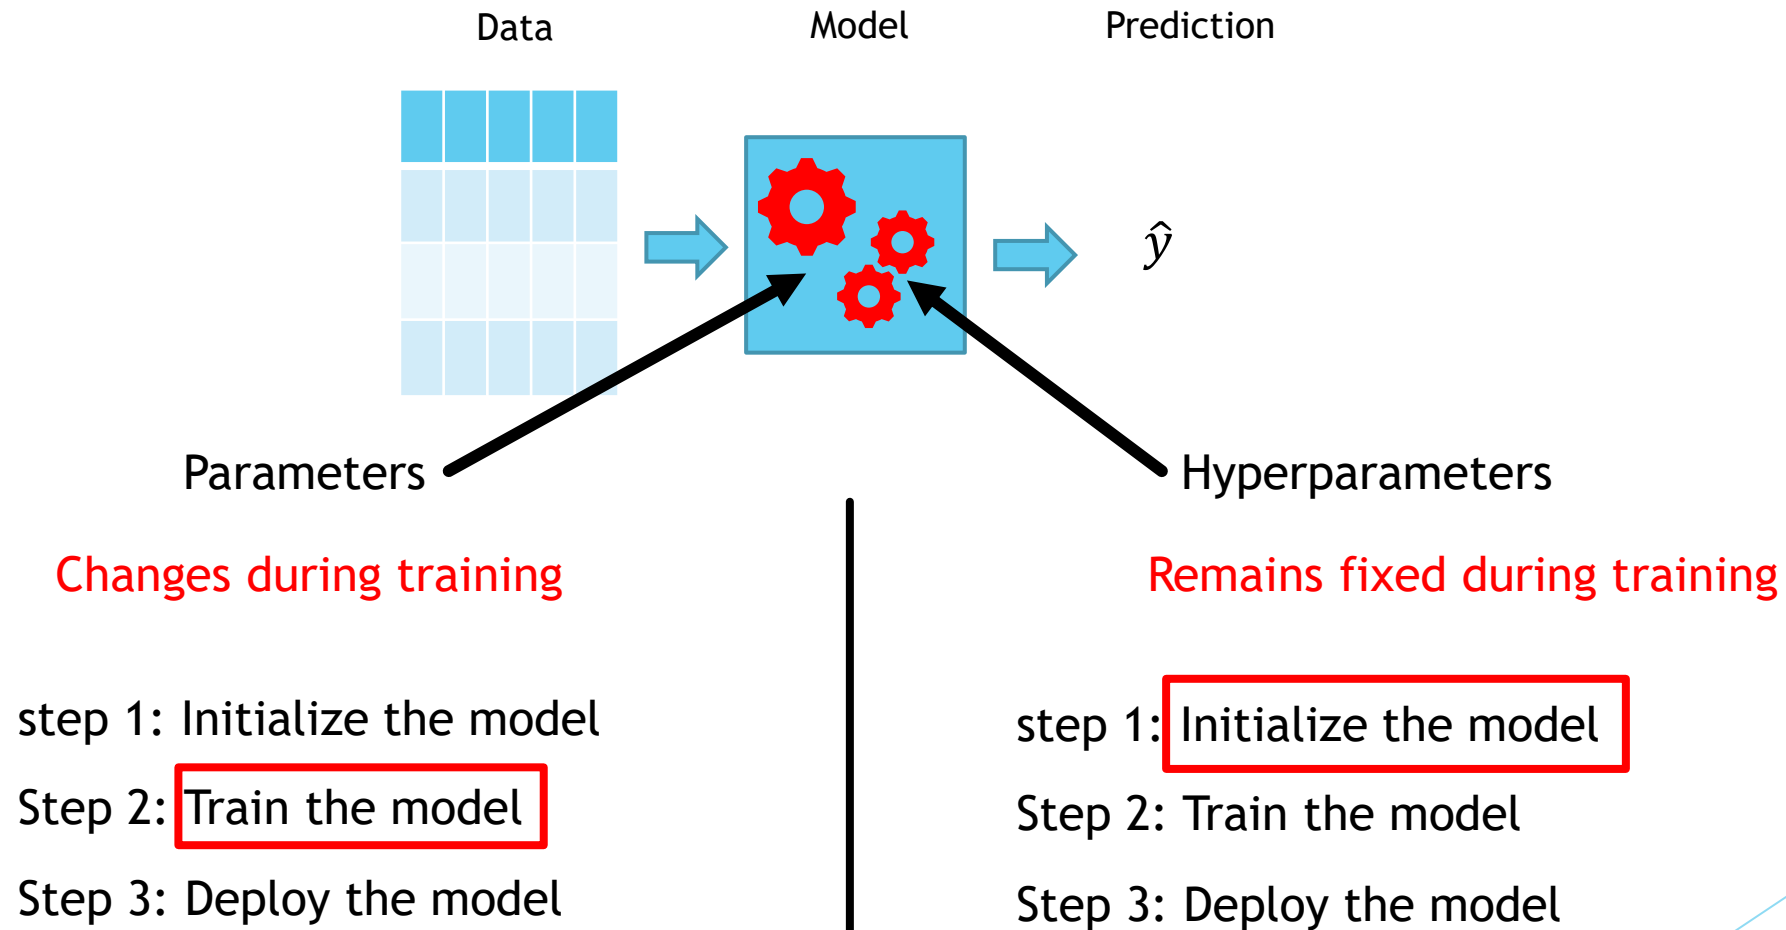 Data
Model
Prediction
ŷ
Parameters
Hyperparameters
Changes during training
Remains fixed during training
step 1: Initialize the model
Step 2: Train the model
Step 3: Deploy the model
step 1: Initialize the model
Step 2: Train the model
Step 3: Deploy the model